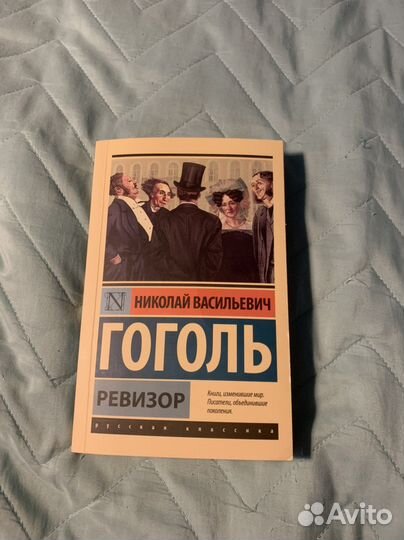 N
НИКОЛАЙ ВАСИЛЬЕВИЧ
ГОГОЛЬ
РЕВИЗОР
Книги, изменившие мир.
Писатели, объединившие
поколения.
русская классика
Avito